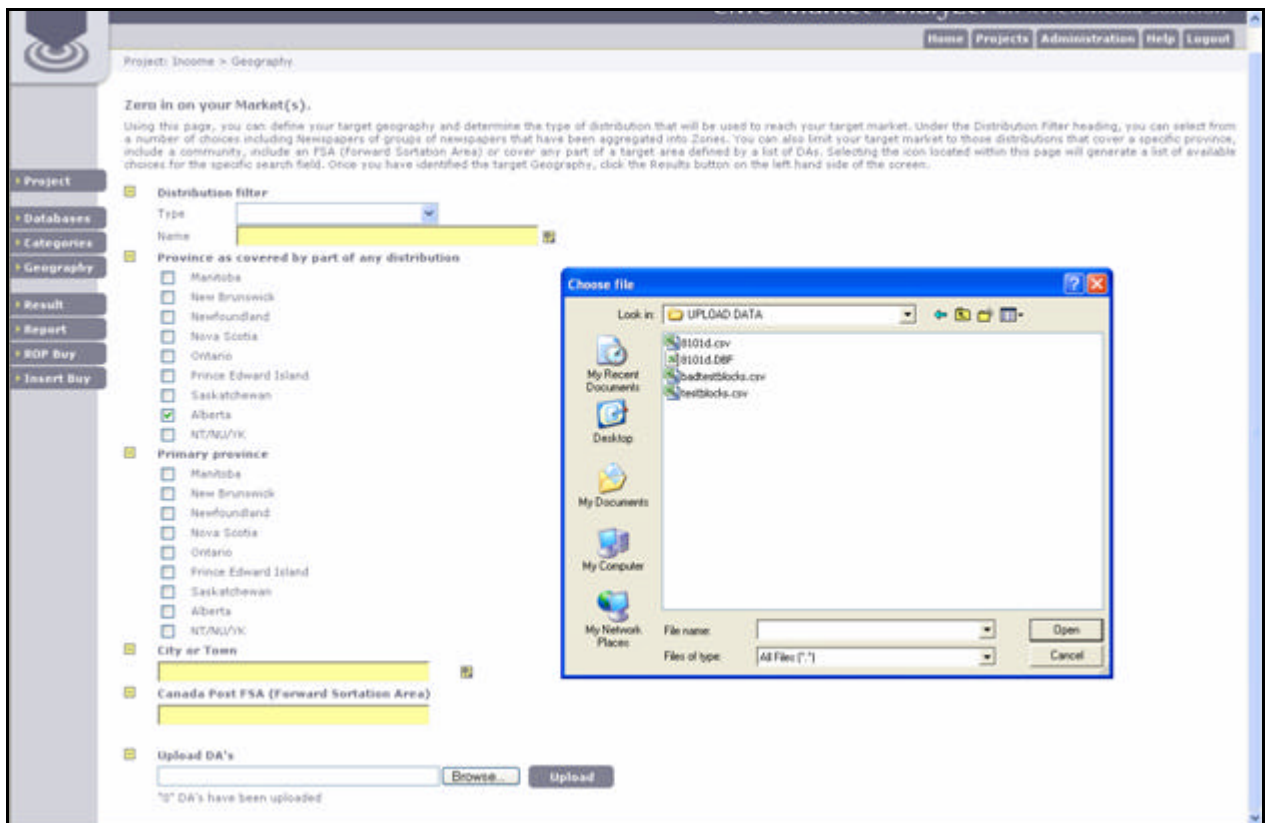 Home Projects Administration Help Logout
Project: Income > Geography
Zero in on your Market(s).
Using this page, you can define your target geography and determine the type of distribution that will be used to reach your target market. Under the Distribution Filter heading, you can select from
a number of choices including Newspapers of groups of newspapers that have been aggregated into Zones. You can also limit your target market to those distributions that cover a specific province,
include a community, include an FSA (Forward Sortation Area) or cover any part of a target area defined by a list of DAs. Selecting the icon located within this page will generate a list of available
choices for the specific search field. Once you have identified the target Geography, click the Results button on the left hand side of the screen.
Project
Databases
Categories
Geography
Result
Report
ROP Buy
Insert Buy
Distribution filter
Type
Name
Province as covered by part of any distribution
Manitoba
New Brunswick
Newfoundland
Nova Scotia
Ontario
Prince Edward Island
Saskatchewan
Alberta
NT/NU/YK
Primary province
Manitoba
New Brunswick
Newfoundland
Nova Scotia
Ontario
Prince Edward Island
Saskatchewan
Alberta
NT/NU/YK
City or Town
Canada Post FSA (Forward Sortation Area)
Upload DA's
Browse... Upload
"0" DA's have been uploaded
Choose file
Look in: UPLOAD DATA
My Recent
Documents
Desktop
My Documents
My Computer
My Network
Places
8101d.csv
8101d.DBF
badtestblocks.csv
testblocks.csv
File name: Open
Files of type: All Files (*.*) Cancel